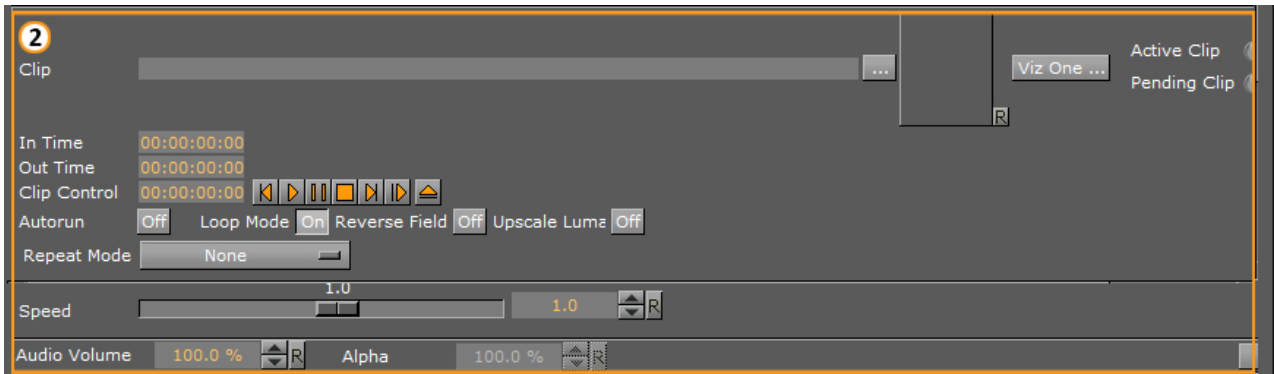 2
Clip ... Viz One ... Active Clip
Pending Clip
R
In Time 00:00:00:00
Out Time 00:00:00:00
Clip Control 00:00:00:00
Autorun Off Loop Mode On Reverse Field Off Upscale Luma Off
Repeat Mode None
1.0
Speed 1.0 R
Audio Volume 100.0 % R Alpha 100.0 % R